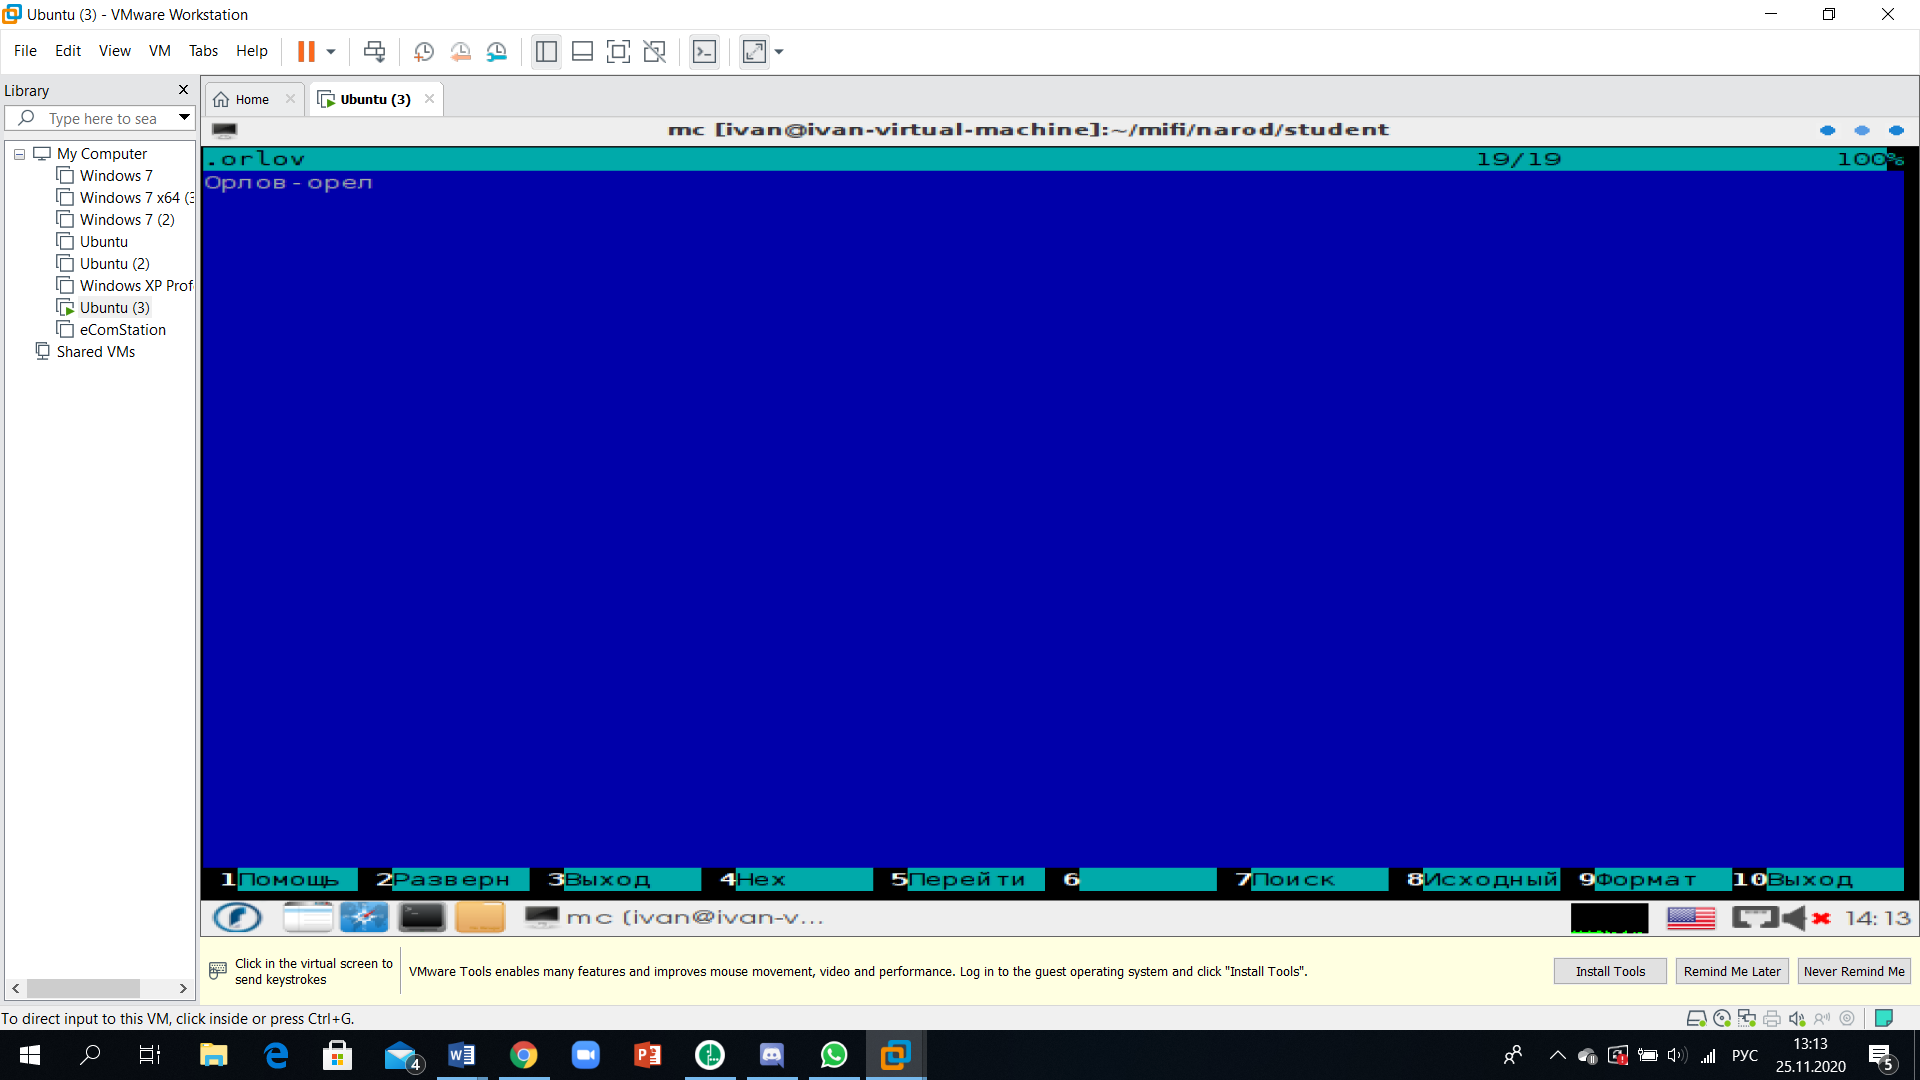 Ubuntu (3) - VMware Workstation
File Edit View VM Tabs Help
Library
Type here to sea
Home
Ubuntu (3)
My Computer
Windows 7
Windows 7 x64 (3
Windows 7 (2)
Ubuntu
Ubuntu (2)
Windows XP Prof
Ubuntu (3)
eComStation
Shared VMs
mc [ivan@ivan-virtual-machine]:~/mifi/narod/student
.orlov 19/19 100%
Орлов-орел
1Помощь 2Разверн 3Выход 4Hex 5Перейти 6 7Поиск 8Исходный 9Формат 10Выход
mc (ivan@ivan-v...
14:13
Click in the virtual screen to
send keystrokes
VMware Tools enables many features and improves mouse movement, video and performance. Log in to the guest operating system and click "Install Tools".
Install Tools
Remind Me Later
Never Remind Me
To direct input to this VM, click inside or press Ctrl+G.
4
РУС
13:13
25.11.2020
5